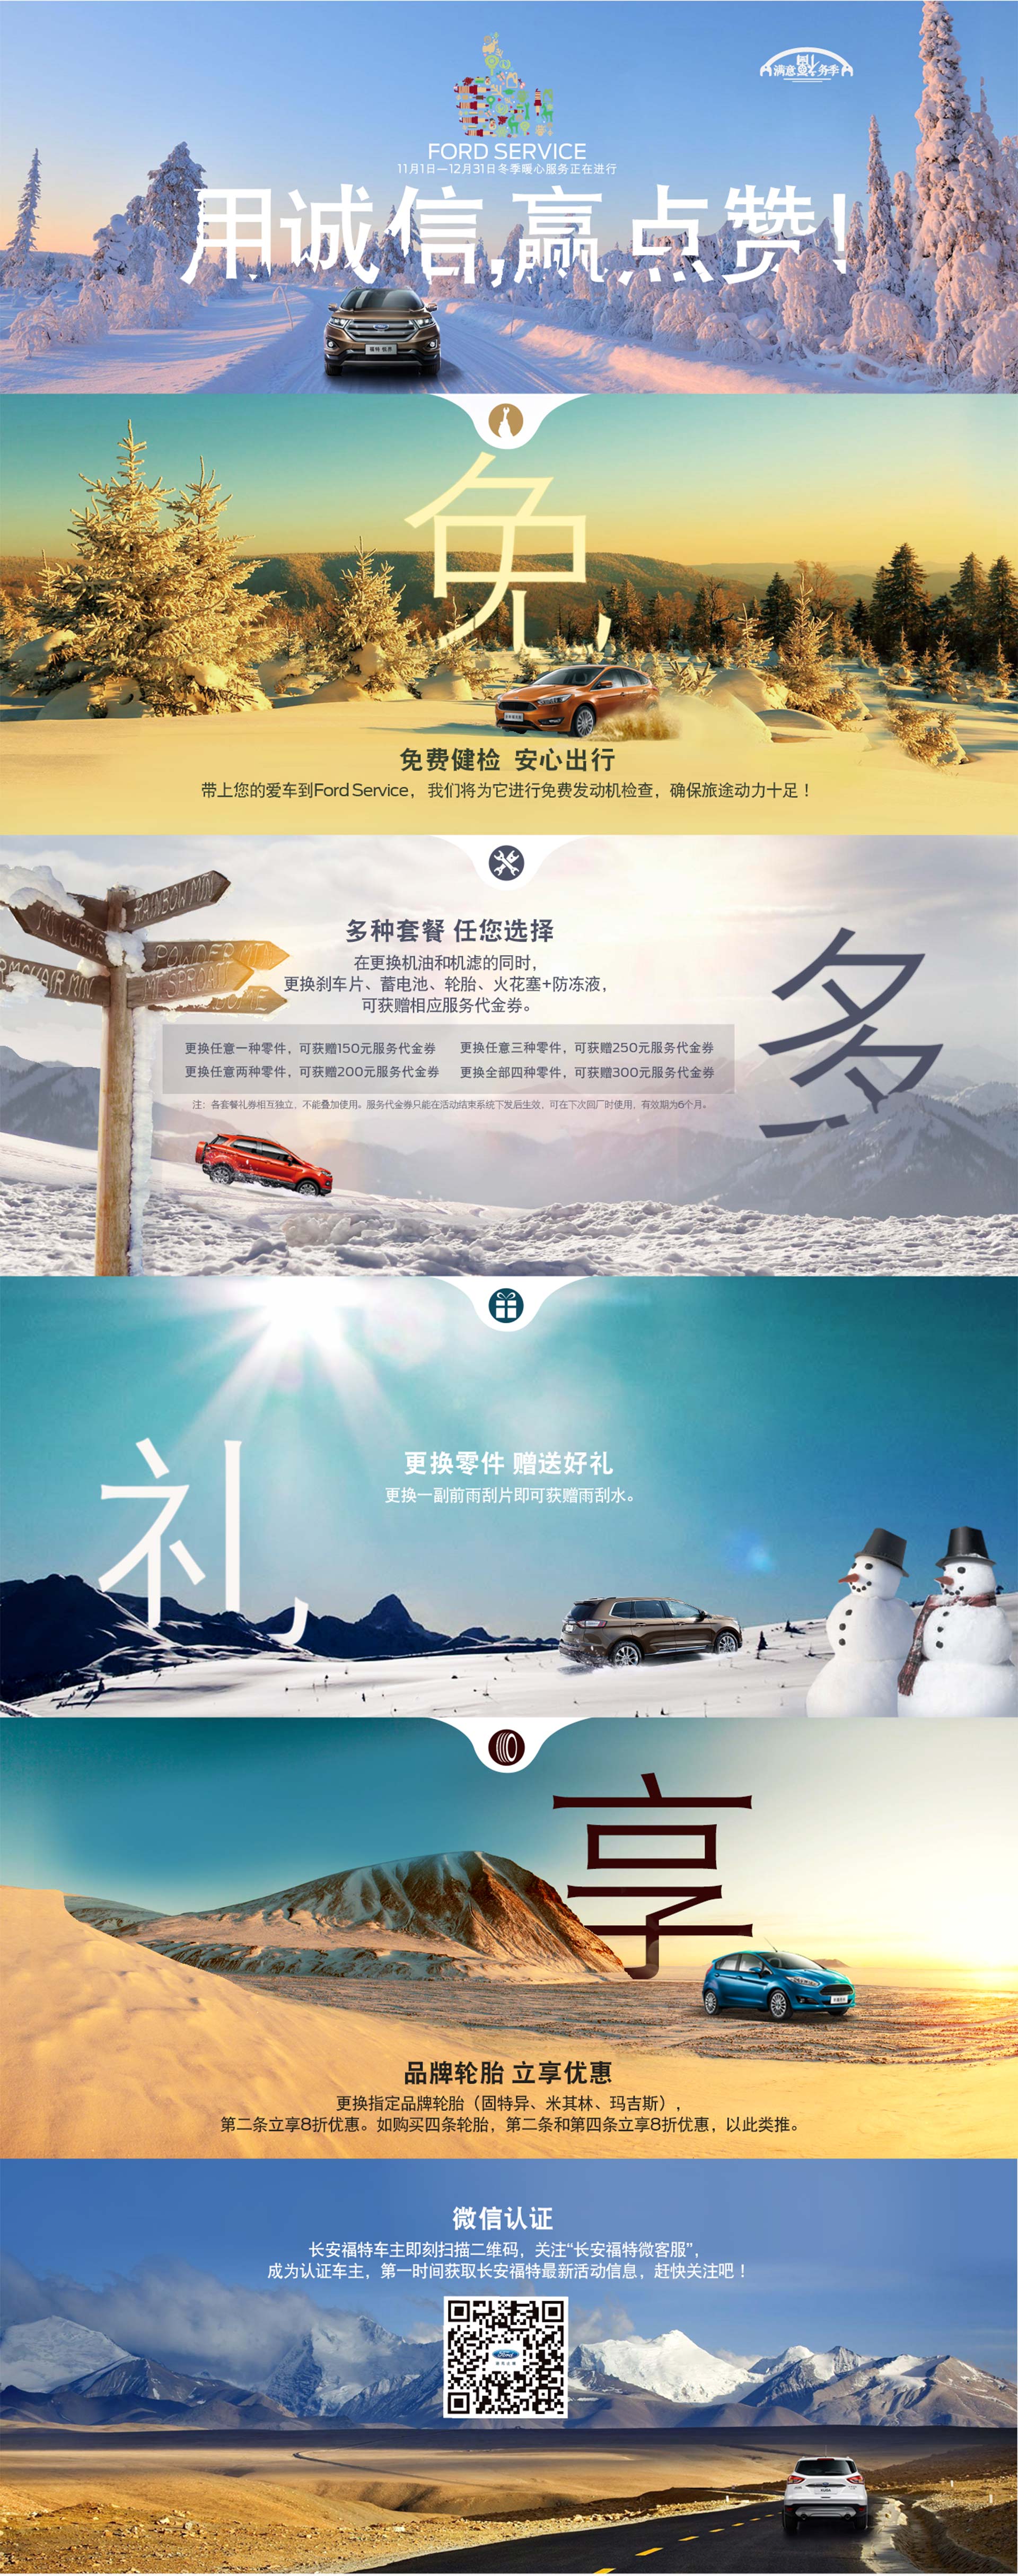 FORD SERVICE
11月1日—12月31日冬季暖心服务正在进行
用诚信,赢点赞!
免
免费健检 安心出行
带上您的爱车到Ford Service，我们将为它进行免费发动机检查，确保旅途动力十足！
RAINBOW MTN
POWDER MTN
多
多种套餐 任您选择
在更换机油和机滤的同时，
更换刹车片、蓄电池、轮胎、火花塞+防冻液，
可获赠相应服务代金券。
更换任意一种零件，可获赠150元服务代金券
更换任意三种零件，可获赠250元服务代金券
更换任意两种零件，可获赠200元服务代金券
更换全部四种零件，可获赠300元服务代金券
注：各套餐礼券相互独立，不能叠加使用。服务代金券只能在活动结束系统下发后生效，可在下次回厂时使用，有效期为6个月。
礼
更换零件 赠送好礼
更换一副前雨刮片即可获赠雨刮水。
享
品牌轮胎 立享优惠
更换指定品牌轮胎（固特异、米其林、玛吉斯），
第二条立享8折优惠。如购买四条轮胎，第二条和第四条立享8折优惠，以此类推。
微信认证
长安福特车主即刻扫描二维码，关注“长安福特微客服”，
成为认证车主，第一时间获取长安福特最新活动信息，赶快关注吧！
Ford